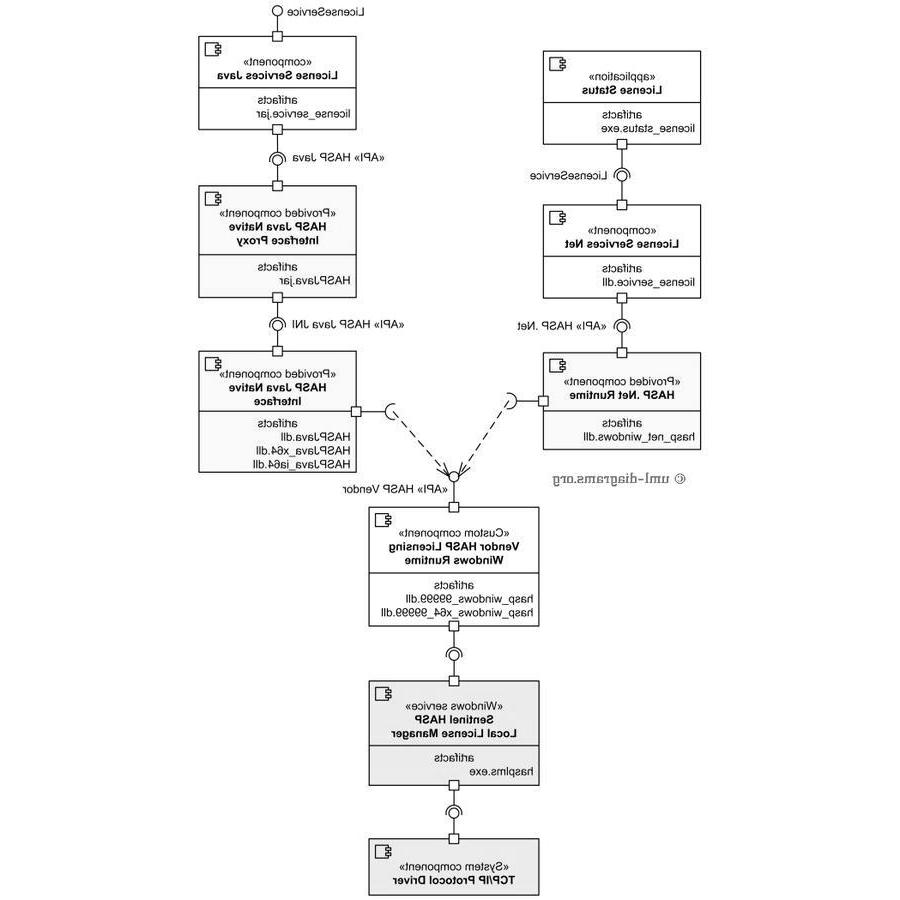 LicenseService
«component»
License Services Java
artifacts
license_service.jar
«API» HASP Java
«Provided component»
HASP Java Native
Interface Proxy
artifacts
HASPJava.jar
«API» HASP Java JNI
«Provided component»
HASP Java Native
Interface
artifacts
HASPJava.dll
HASPJava_x64.dll
HASPJava_ia64.dll
«application»
License Status
artifacts
license_status.exe
LicenseService
«component»
License Services Net
artifacts
license_service.dll
«API» HASP .Net
«Provided component»
HASP .Net Runtime
artifacts
hasp_net_windows.dll
© uml-diagrams.org
«API» HASP Vendor
«Custom component»
Vendor HASP Licensing
Windows Runtime
artifacts
hasp_windows_99999.dll
hasp_windows_x64_99999.dll
«Windows service»
Sentinel HASP
Local License Manager
artifacts
hasplms.exe
«System component»
TCP/IP Protocol Driver